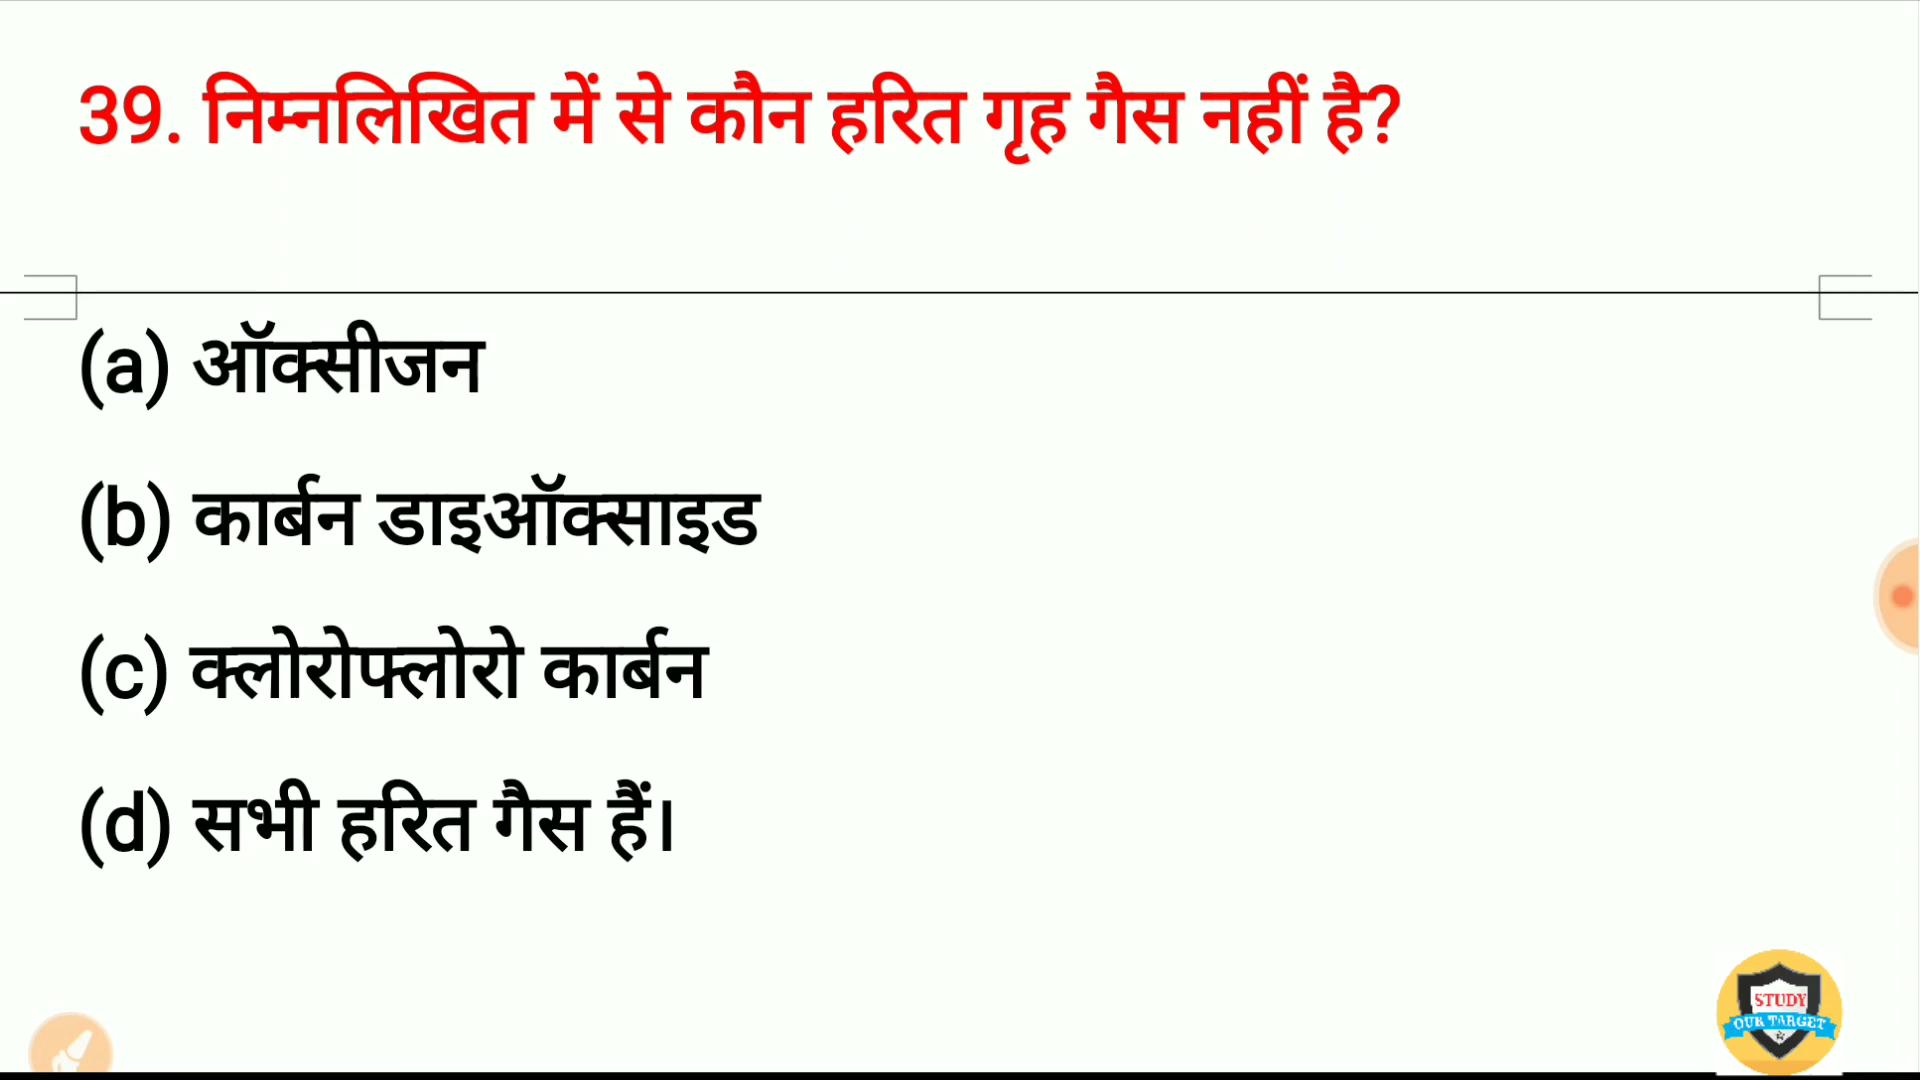 39. निम्नलिखित में से कौन हरित गृह गैस नहीं है?
(a) ऑक्सीजन
(b) कार्बन डाइऑक्साइड
(c) क्लोरोफ्लोरो कार्बन
(d) सभी हरित गैस हैं।
STUDY
OUR TARGET